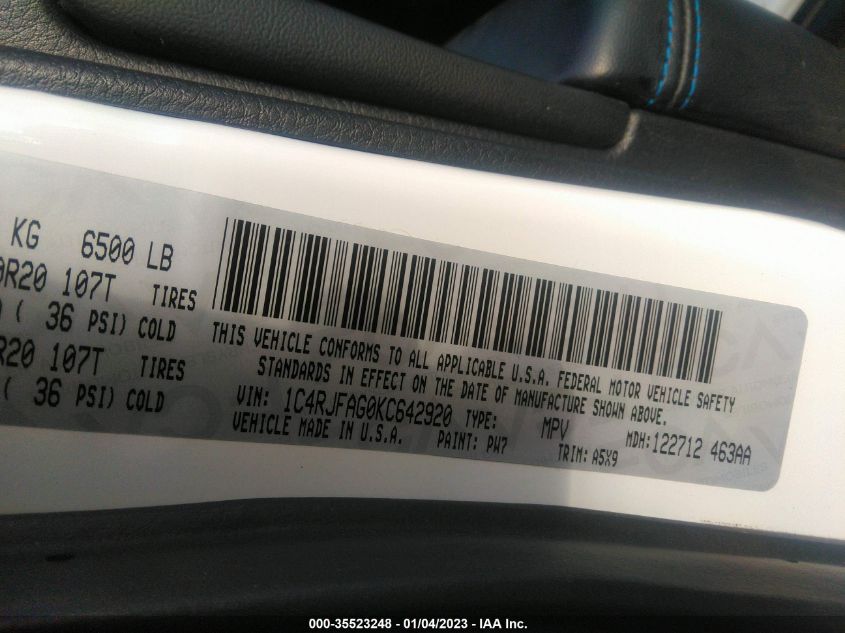 KG 6500 LB
R20 107T TIRES
( 36 PSI) COLD
R20 107T TIRES
( 36 PSI) COLD
THIS VEHICLE CONFORMS TO ALL APPLICABLE U.S.A. FEDERAL MOTOR VEHICLE SAFETY
STANDARDS IN EFFECT ON THE DATE OF MANUFACTURE SHOWN ABOVE.
VIN: 1C4RJFAG0KC642920 TYPE: MPV MDH:122712 463AA
VEHICLE MADE IN U.S.A. PAINT: PW7 TRIM: A5X9
000-35523248 - 01/04/2023 - IAA Inc.